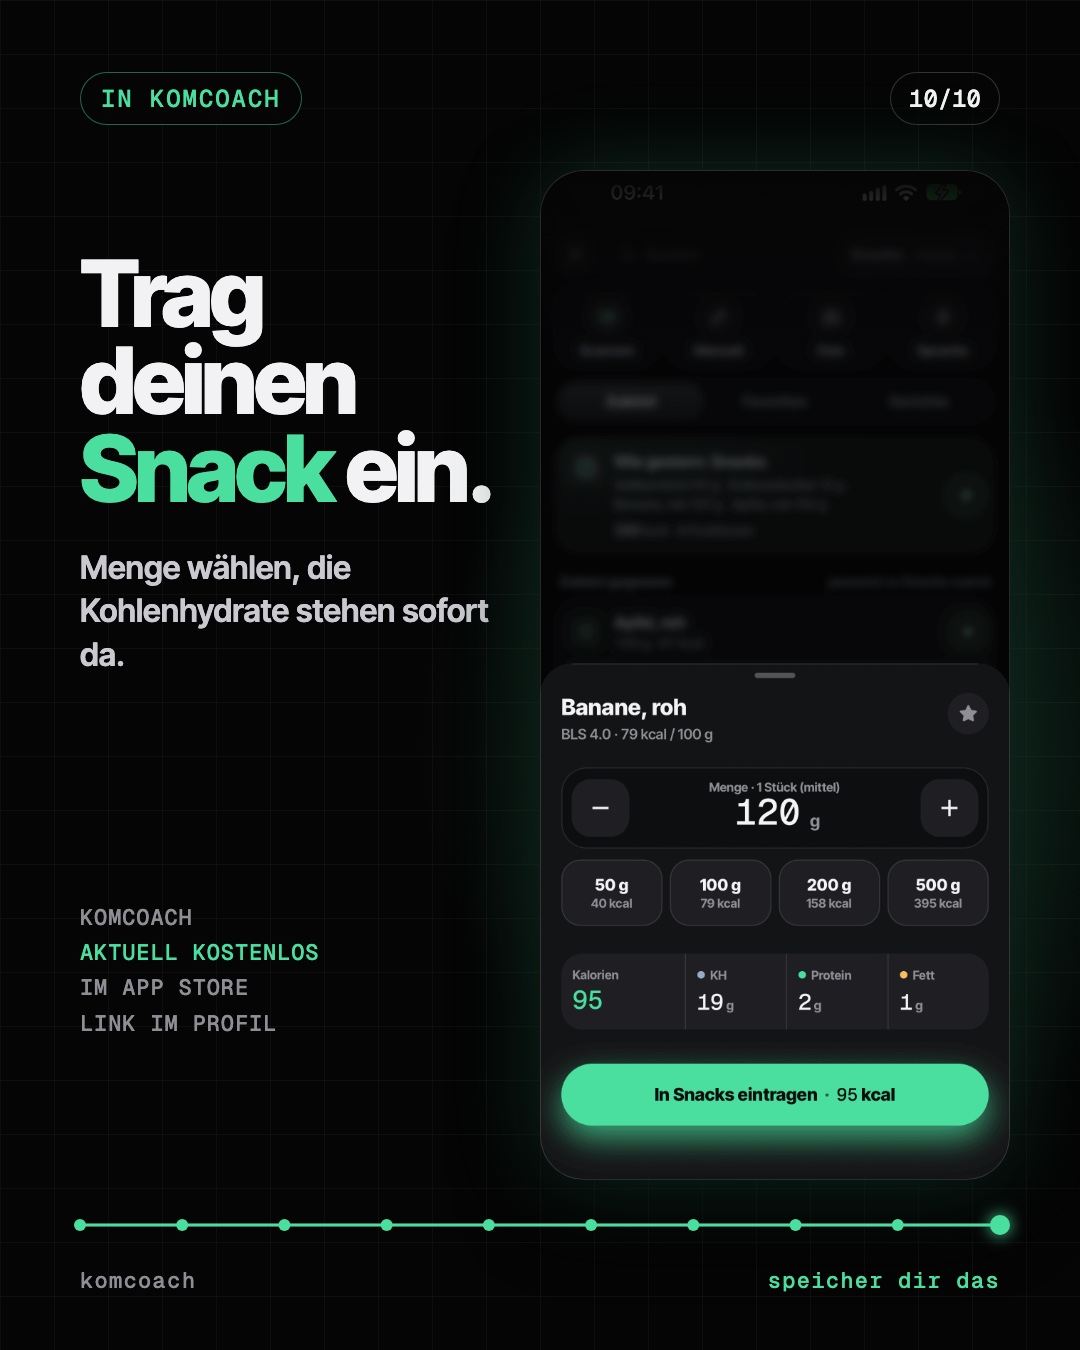 IN KOMCOACH
10/10
Trag
deinen
Snack ein.
Menge wählen, die
Kohlenhydrate stehen sofort
da.
KOMCOACH
AKTUELL KOSTENLOS
IM APP STORE
LINK IM PROFIL
09:41
Banane, roh
BLS 4.0 · 79 kcal / 100 g
Menge · 1 Stück (mittel)
− 120 g +
50 g 100 g 200 g 500 g
40 kcal 79 kcal 158 kcal 395 kcal
Kalorien KH Protein Fett
95 19 g 2 g 1 g
In Snacks eintragen · 95 kcal
komcoach
speicher dir das